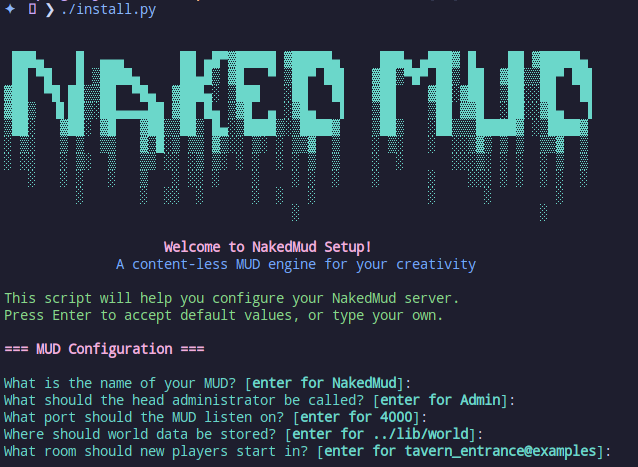 ❯ ./install.py
NAKED MUD
Welcome to NakedMud Setup!
A content-less MUD engine for your creativity
This script will help you configure your NakedMud server.
Press Enter to accept default values, or type your own.
=== MUD Configuration ===
What is the name of your MUD? [enter for NakedMud]:
What should the head administrator be called? [enter for Admin]:
What port should the MUD listen on? [enter for 4000]:
Where should world data be stored? [enter for ../lib/world]:
What room should new players start in? [enter for tavern_entrance@examples]: